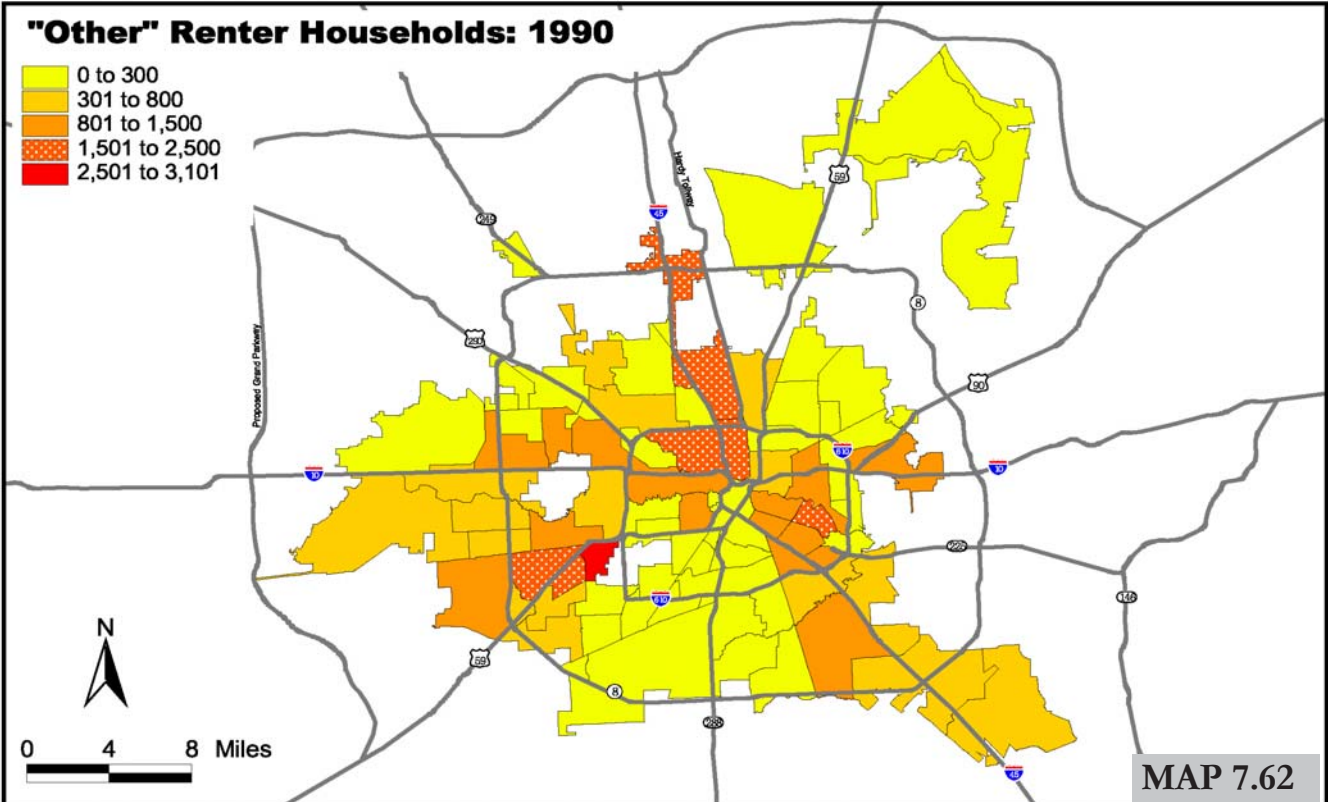 "Other" Renter Households: 1990
0 to 300
301 to 800
801 to 1,500
1,501 to 2,500
2,501 to 3,101
Hardy Tollway
59
45
249
8
290
90
Proposed Grand Parkway
610
10
10
225
146
610
59
8
288
45
N
0 4 8 Miles
MAP 7.62